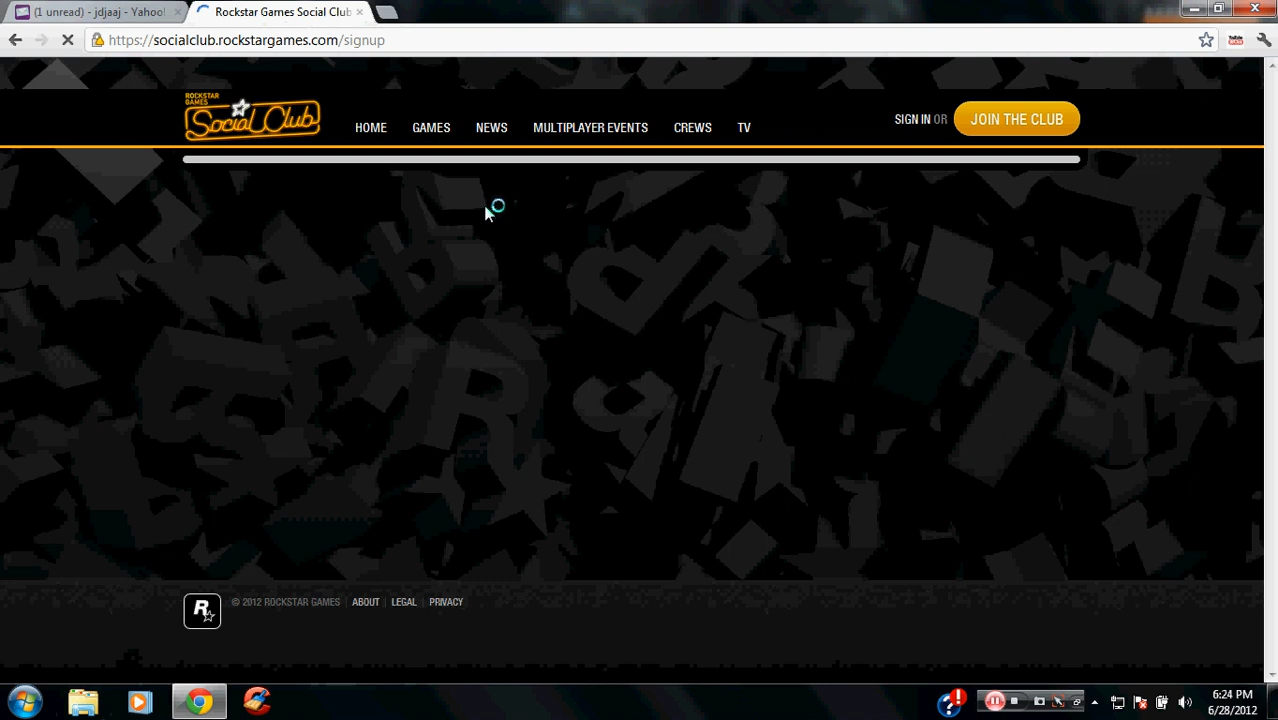 (1 unread) - jdjaaj - Yahoo! Rockstar Games Social Club
https://socialclub.rockstargames.com/signup
ROCKSTAR
GAMES
Social Club
HOME GAMES NEWS MULTIPLAYER EVENTS CREWS TV
SIGN IN OR JOIN THE CLUB
R
© 2012 ROCKSTAR GAMES | ABOUT | LEGAL | PRIVACY
6:24 PM
6/28/2012